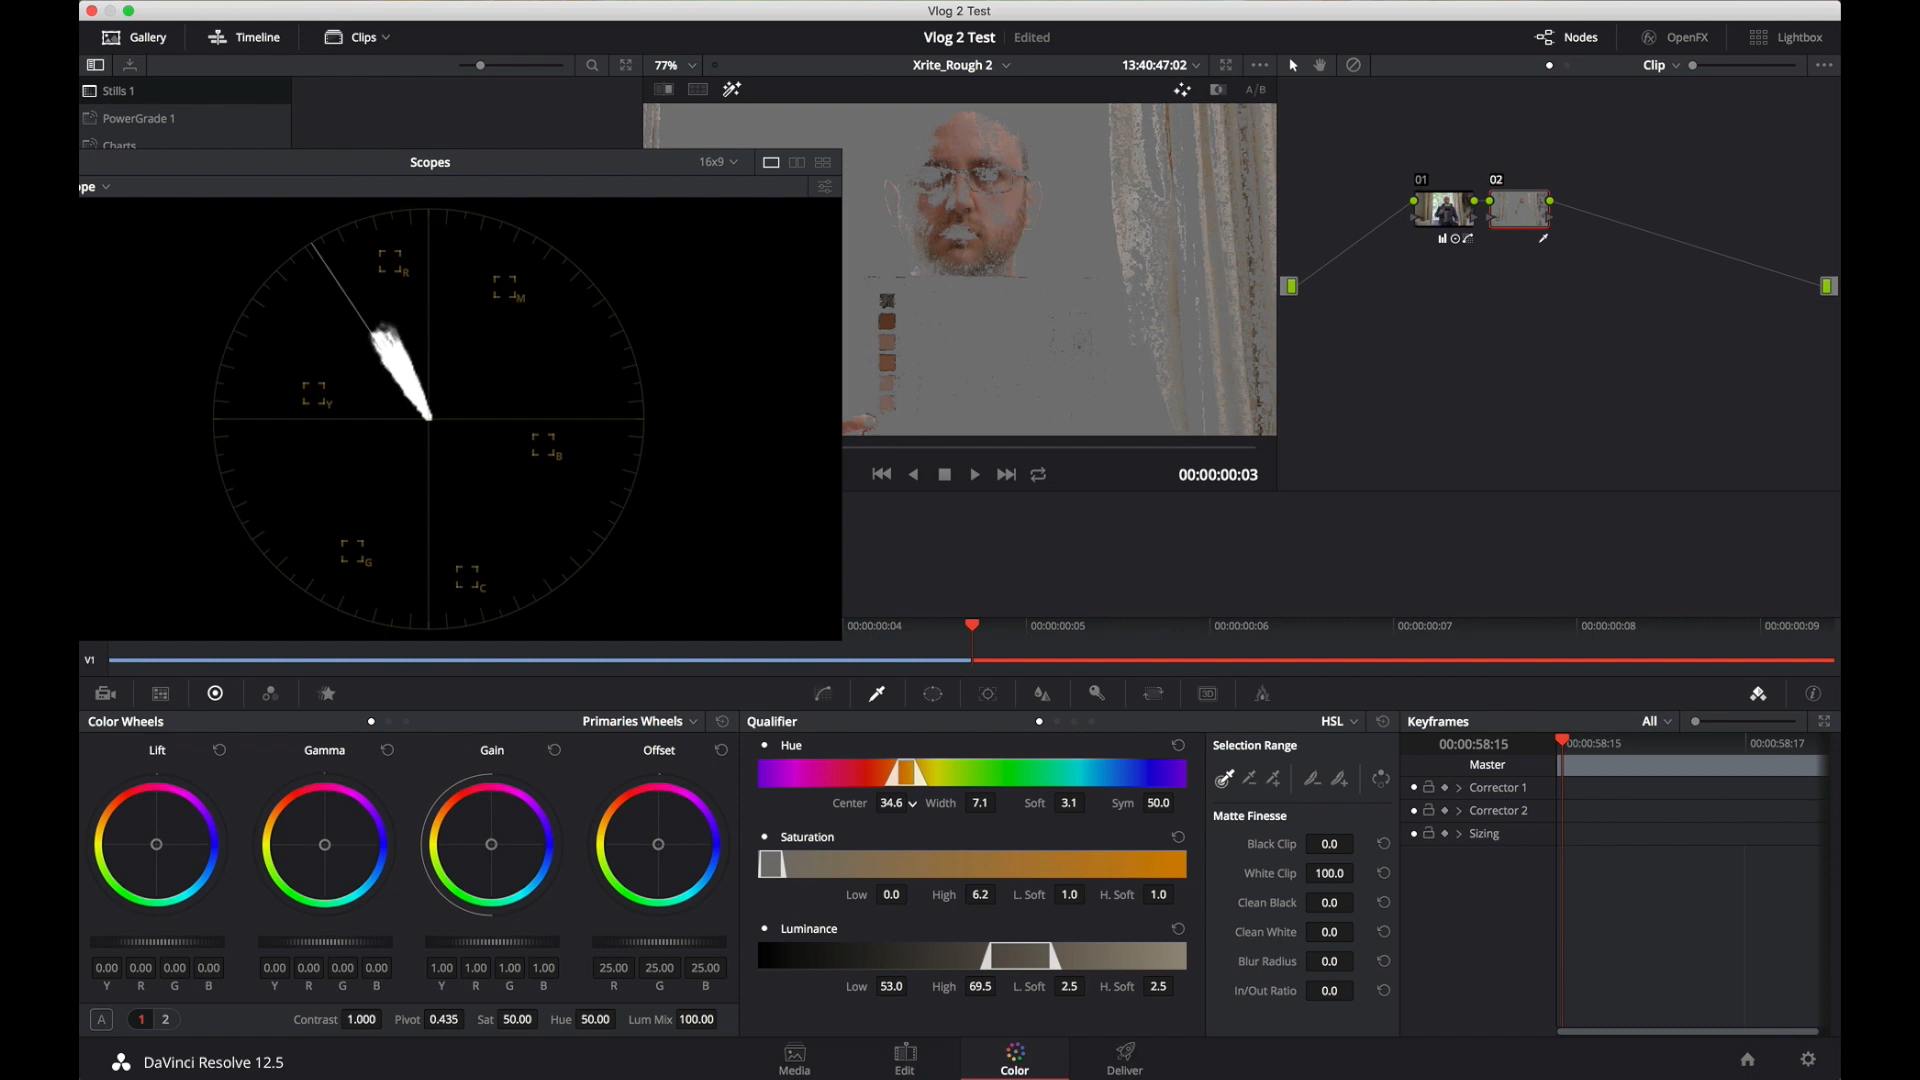 Vlog 2 Test
Gallery Timeline Clips Vlog 2 Test Edited Nodes OpenFX Lightbox
77% Xrite_Rough 2 13:40:47:02 Clip
Stills 1 A/B
PowerGrade 1
Charts
Scopes 16x9
pe
R
M
Y
B
G
C
01 02
00:00:00:03
00:00:00:04 00:00:00:05 00:00:00:06 00:00:00:07 00:00:00:08 00:00:00:09
V1
3D
Color Wheels Primaries Wheels Qualifier HSL Keyframes All
Lift Gamma Gain Offset
Hue
Center 34.6 Width 7.1 Soft 3.1 Sym 50.0
Saturation
Low 0.0 High 6.2 L. Soft 1.0 H. Soft 1.0
Luminance
Low 53.0 High 69.5 L. Soft 2.5 H. Soft 2.5
Selection Range
Matte Finesse
Black Clip 0.0
White Clip 100.0
Clean Black 0.0
Clean White 0.0
Blur Radius 0.0
In/Out Ratio 0.0
00:00:58:15 00:00:58:15 00:00:58:17
Master
Corrector 1
Corrector 2
Sizing
0.00 0.00 0.00 0.00 0.00 0.00 0.00 0.00 1.00 1.00 1.00 1.00 25.00 25.00 25.00
Y R G B Y R G B Y R G B R G B
A 1 2 Contrast 1.000 Pivot 0.435 Sat 50.00 Hue 50.00 Lum Mix 100.00
DaVinci Resolve 12.5
Media Edit Color Deliver